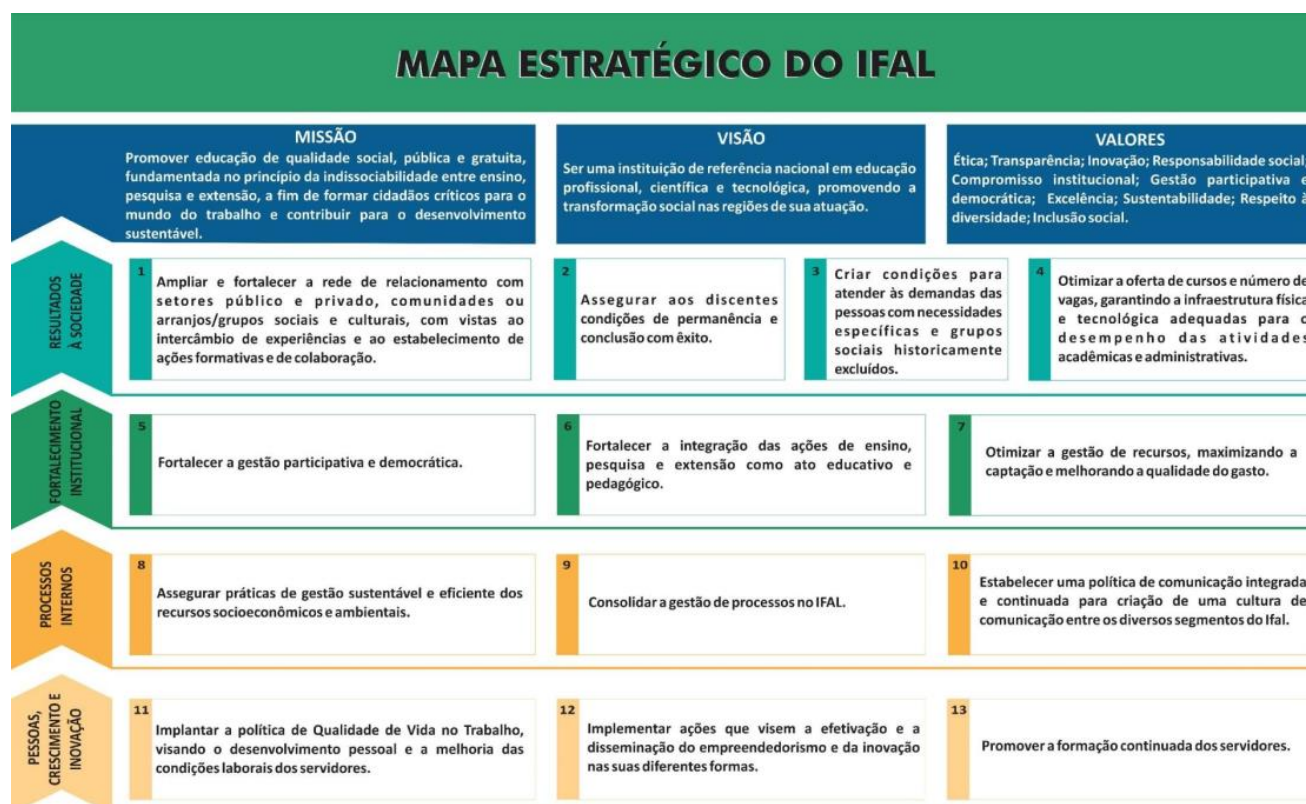 MAPA ESTRATÉGICO DO IFAL
MISSÃO
Promover educação de qualidade social, pública e gratuita,
fundamentada no princípio da indissociabilidade entre ensino,
pesquisa e extensão, a fim de formar cidadãos críticos para o
mundo do trabalho e contribuir para o desenvolvimento
sustentável.
VISÃO
Ser uma instituição de referência nacional em educação
profissional, científica e tecnológica, promovendo a
transformação social nas regiões de sua atuação.
VALORES
Ética; Transparência; Inovação; Responsabilidade social;
Compromisso institucional; Gestão participativa e
democrática; Excelência; Sustentabilidade; Respeito à
diversidade; Inclusão social.
RESULTADOS
À SOCIEDADE
1
Ampliar e fortalecer a rede de relacionamento com
setores público e privado, comunidades ou
arranjos/grupos sociais e culturais, com vistas ao
intercâmbio de experiências e ao estabelecimento de
ações formativas e de colaboração.
2
Assegurar aos discentes
condições de permanência e
conclusão com êxito.
3
Criar condições para
atender às demandas das
pessoas com necessidades
específicas e grupos
sociais historicamente
excluídos.
4
Otimizar a oferta de cursos e número de
vagas, garantindo a infraestrutura física
e tecnológica adequadas para o
desempenho das atividades
acadêmicas e administrativas.
FORTALECIMENTO
INSTITUCIONAL
5
Fortalecer a gestão participativa e democrática.
6
Fortalecer a integração das ações de ensino,
pesquisa e extensão como ato educativo e
pedagógico.
7
Otimizar a gestão de recursos, maximizando a
captação e melhorando a qualidade do gasto.
PROCESSOS
INTERNOS
8
Assegurar práticas de gestão sustentável e eficiente dos
recursos socioeconômicos e ambientais.
9
Consolidar a gestão de processos no IFAL.
10
Estabelecer uma política de comunicação integrada
e continuada para criação de uma cultura de
comunicação entre os diversos segmentos do Ifal.
PESSOAS,
CRESCIMENTO E
INOVAÇÃO
11
Implantar a política de Qualidade de Vida no Trabalho,
visando o desenvolvimento pessoal e a melhoria das
condições laborais dos servidores.
12
Implementar ações que visem a efetivação e a
disseminação do empreendedorismo e da inovação
nas suas diferentes formas.
13
Promover a formação continuada dos servidores.